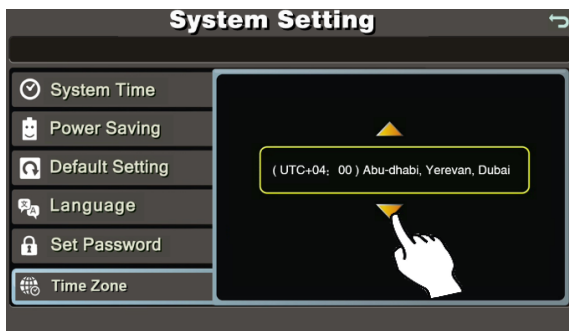 System Setting
System Time
Power Saving
Default Setting
Language
Set Password
Time Zone
( UTC+04: 00 ) Abu-dhabi, Yerevan, Dubai